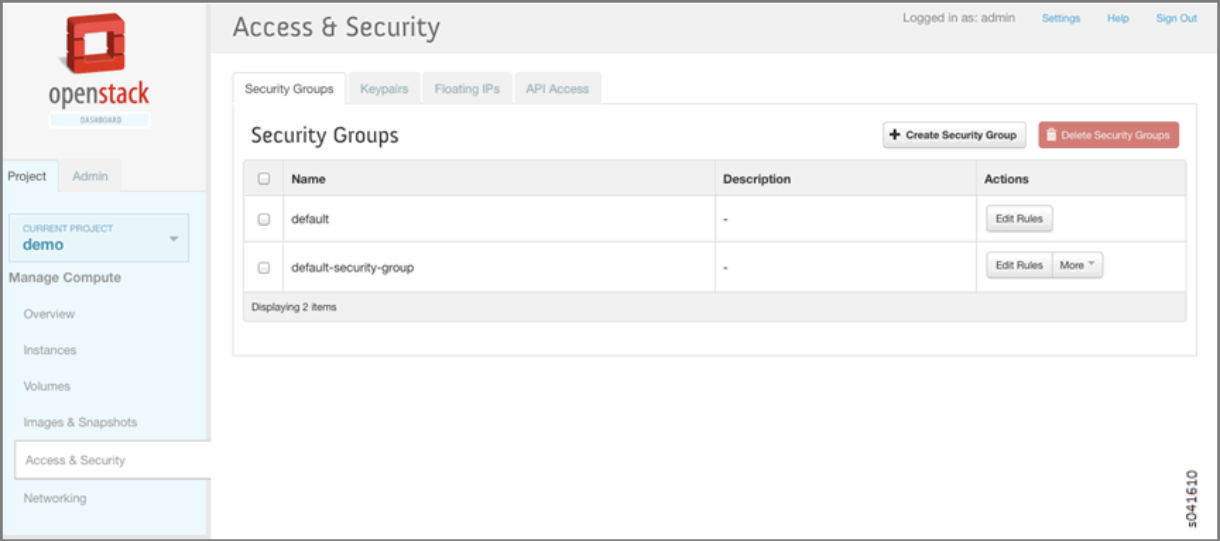 openstack
DASHBOARD
Project Admin
CURRENT PROJECT
demo
Manage Compute
Overview
Instances
Volumes
Images & Snapshots
Access & Security
Networking
Access & Security
Logged in as: admin Settings Help Sign Out
Security Groups Keypairs Floating IPs API Access
Security Groups
+ Create Security Group Delete Security Groups
Name Description Actions
default - Edit Rules
default-security-group - Edit Rules More
Displaying 2 items
s041610